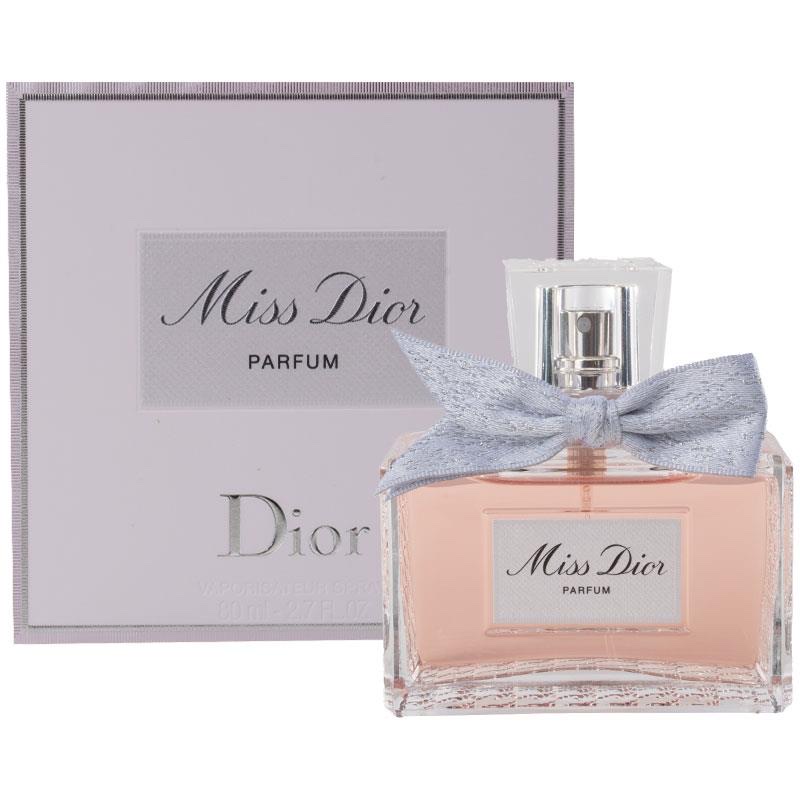 Miss Dior
PARFUM
Dior
VAPORISATEUR SPRAY
80 ml - 2.7 FL. OZ
Miss Dior
PARFUM